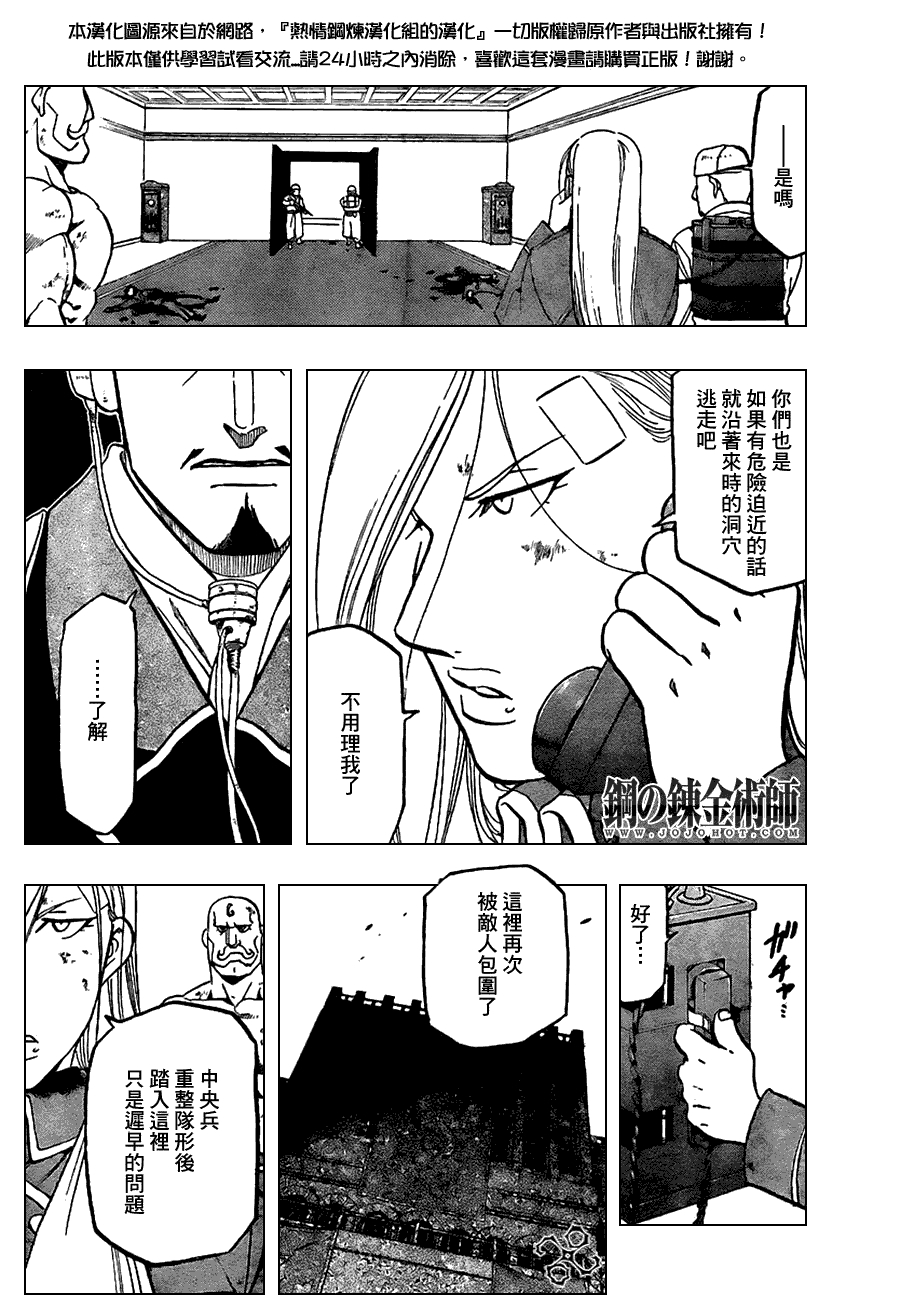 本漢化圖源來自於網路，『熱情鋼煉漢化組的漢化』一切版權歸原作者與出版社擁有！
此版本僅供學習試看交流...請24小時之內消除，喜歡這套漫畫請購買正版！謝謝。
——是嗎
你們也是
如果有危險迫近的話
就沿著來時的洞穴
逃走吧
不用理我了
……了解
鋼の錬金術師
WWW.JOJOHOT.COM
ガチャ…
好了…
這裡再次
被敵人包圍了
中央兵
重整隊形後
踏入這裡
只是遲早的問題